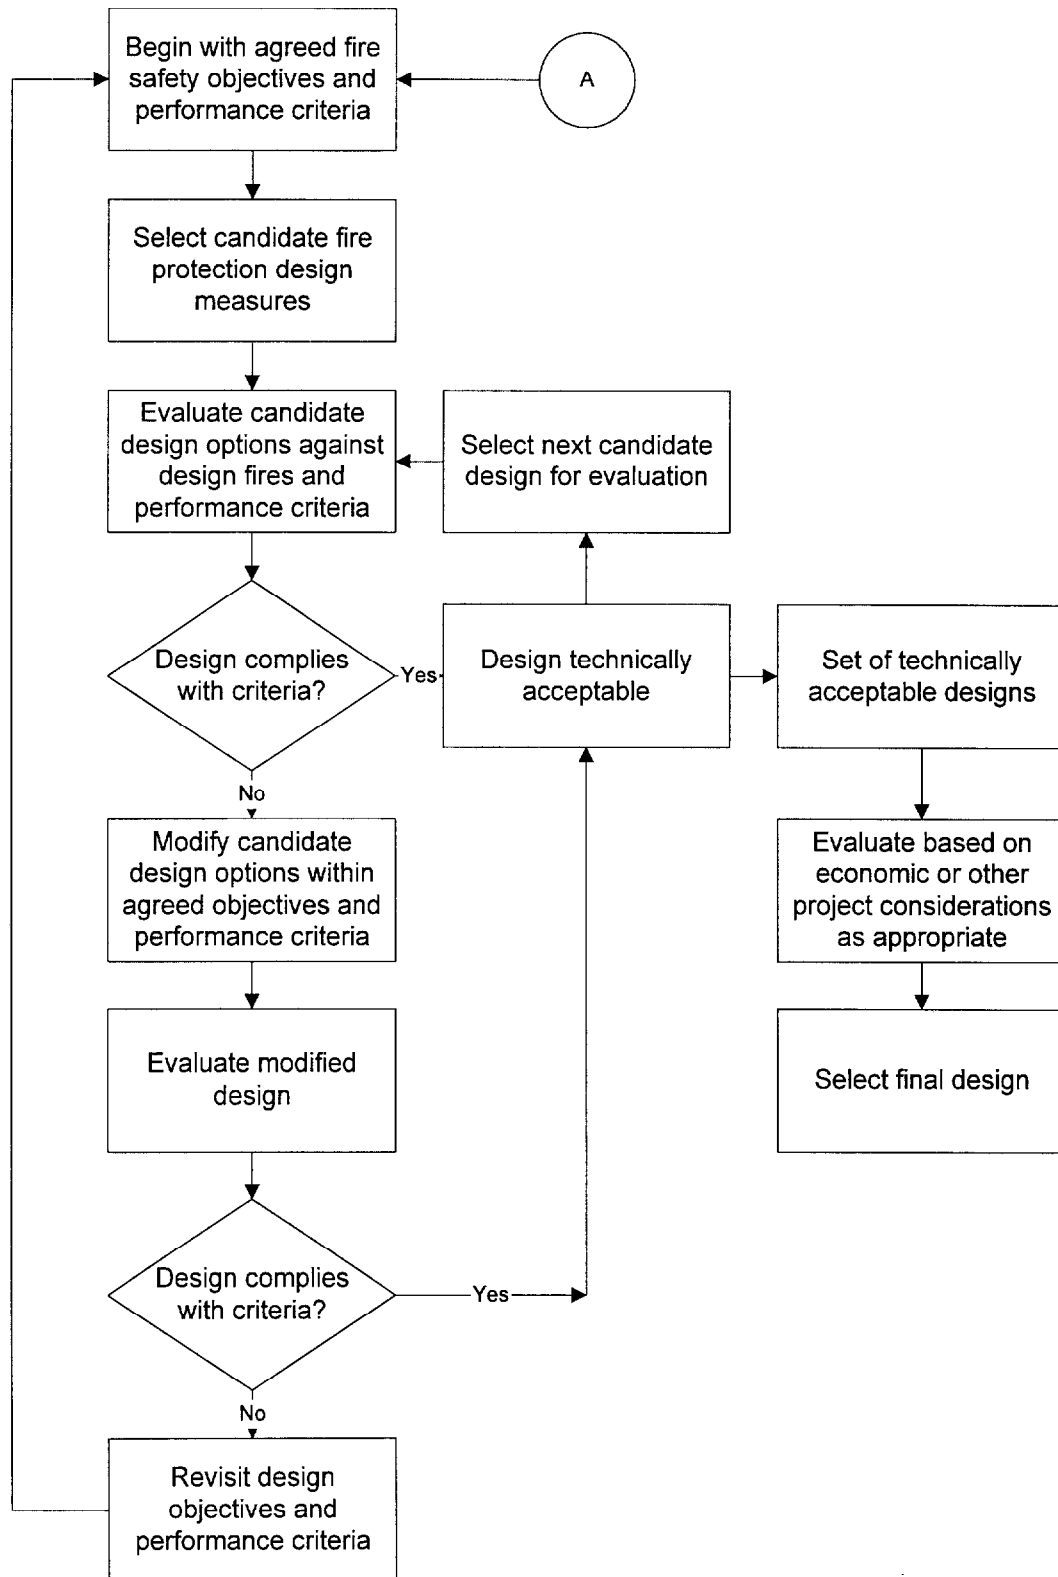 Begin with agreed fire
safety objectives and
performance criteria
A
Select candidate fire
protection design
measures
Evaluate candidate
design options against
design fires and
performance criteria
Select next candidate
design for evaluation
Design complies
with criteria?
Yes
Design technically
acceptable
Set of technically
acceptable designs
No
Modify candidate
design options within
agreed objectives and
performance criteria
Evaluate based on
economic or other
project considerations
as appropriate
Evaluate modified
design
Select final design
Design complies
with criteria?
Yes
No
Revisit design
objectives and
performance criteria